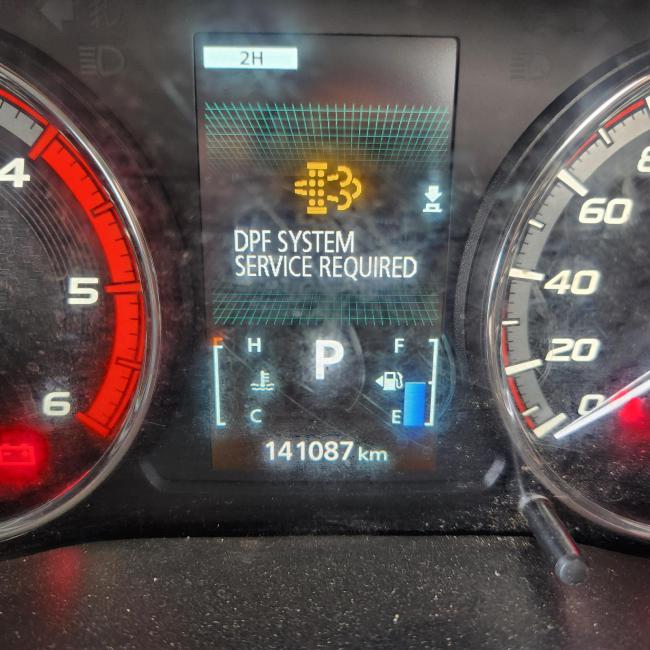 2H
4
5
6
DPF SYSTEM
SERVICE REQUIRED
60
40
20
0
H
P
F
C
E
141087 km